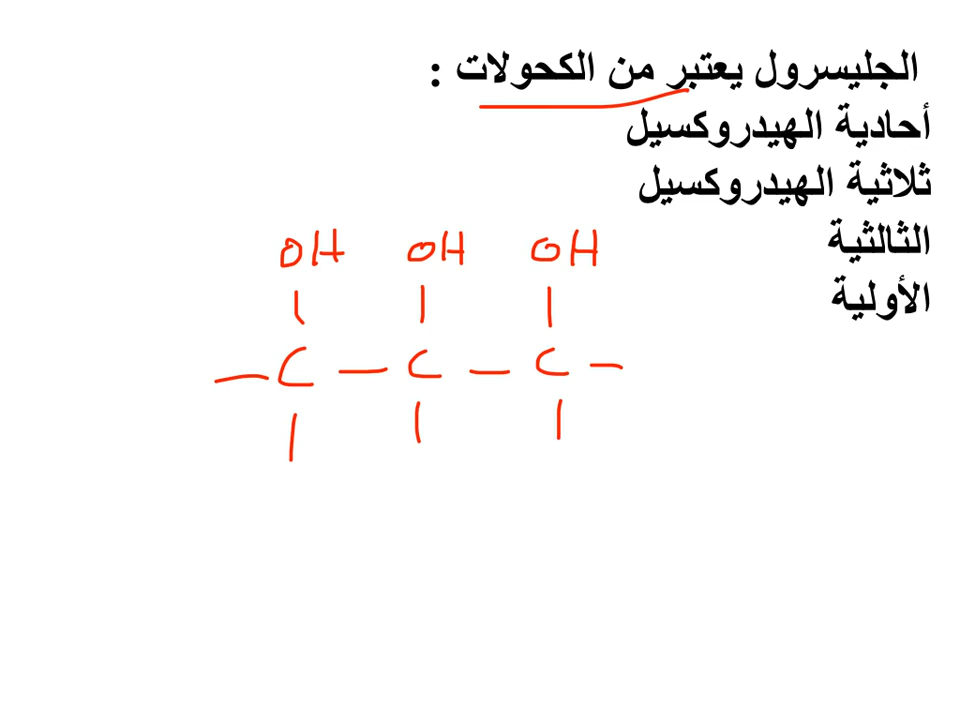 الجليسرول يعتبر من الكحولات :
أحادية الهيدروكسيل
ثلاثية الهيدروكسيل
الثالثية
الأولية
OH OH OH
C C C